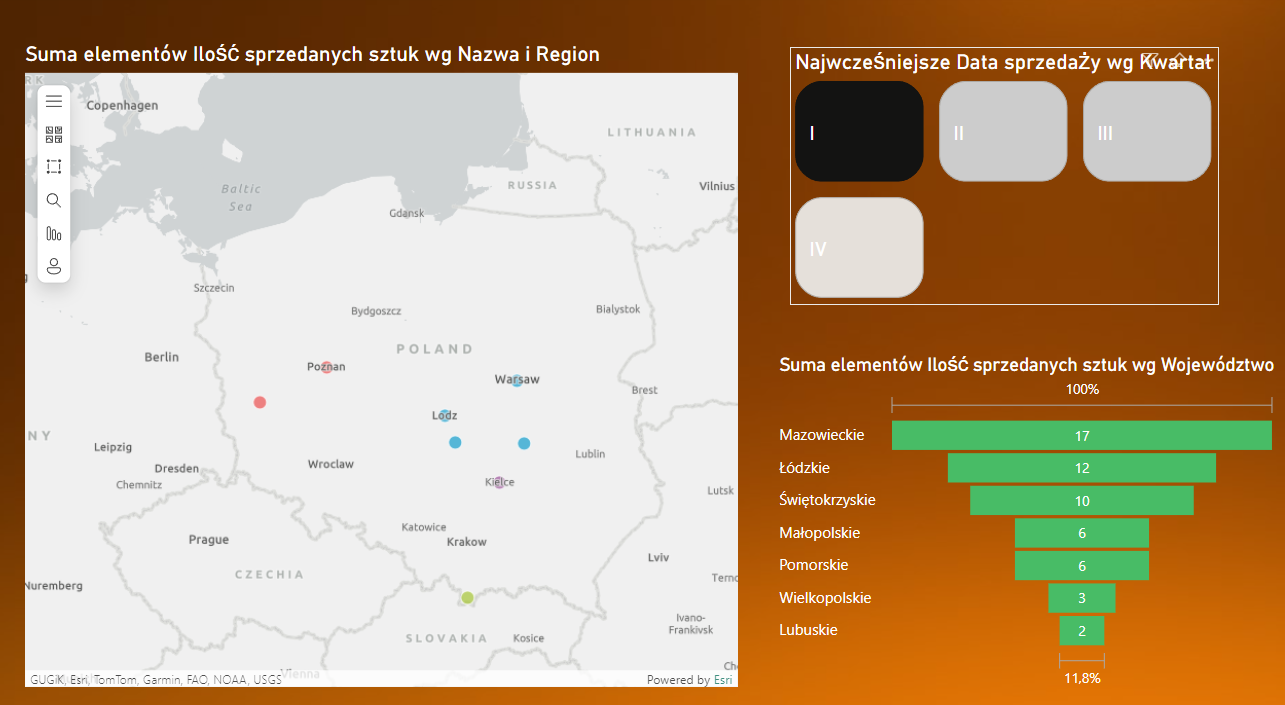 Suma elementów Ilość sprzedanych sztuk wg Nazwa i Region
Copenhagen
LITHUANIA
Baltic
Sea
RUSSIA
Vilnius
Gdansk
Szczecin
Bydgoszcz
Bialystok
Berlin
POLAND
Poznan
Warsaw
Brest
Lodz
NY
Leipzig
Wroclaw
Lublin
Dresden
Chemnitz
Kielce
Lutsk
Katowice
Prague
Krakow
Lviv
CZECHIA
Nuremberg
Ivano-
Frankivsk
SLOVAKIA
Kosice
Vienna
GUGiK, Esri, TomTom, Garmin, FAO, NOAA, USGS
Powered by Esri
Najwcześniejsze Data sprzedaży wg Kwartał
I
II
III
IV
Suma elementów Ilość sprzedanych sztuk wg Województwo
100%
Mazowieckie 17
Łódzkie 12
Świętokrzyskie 10
Małopolskie 6
Pomorskie 6
Wielkopolskie 3
Lubuskie 2
11,8%